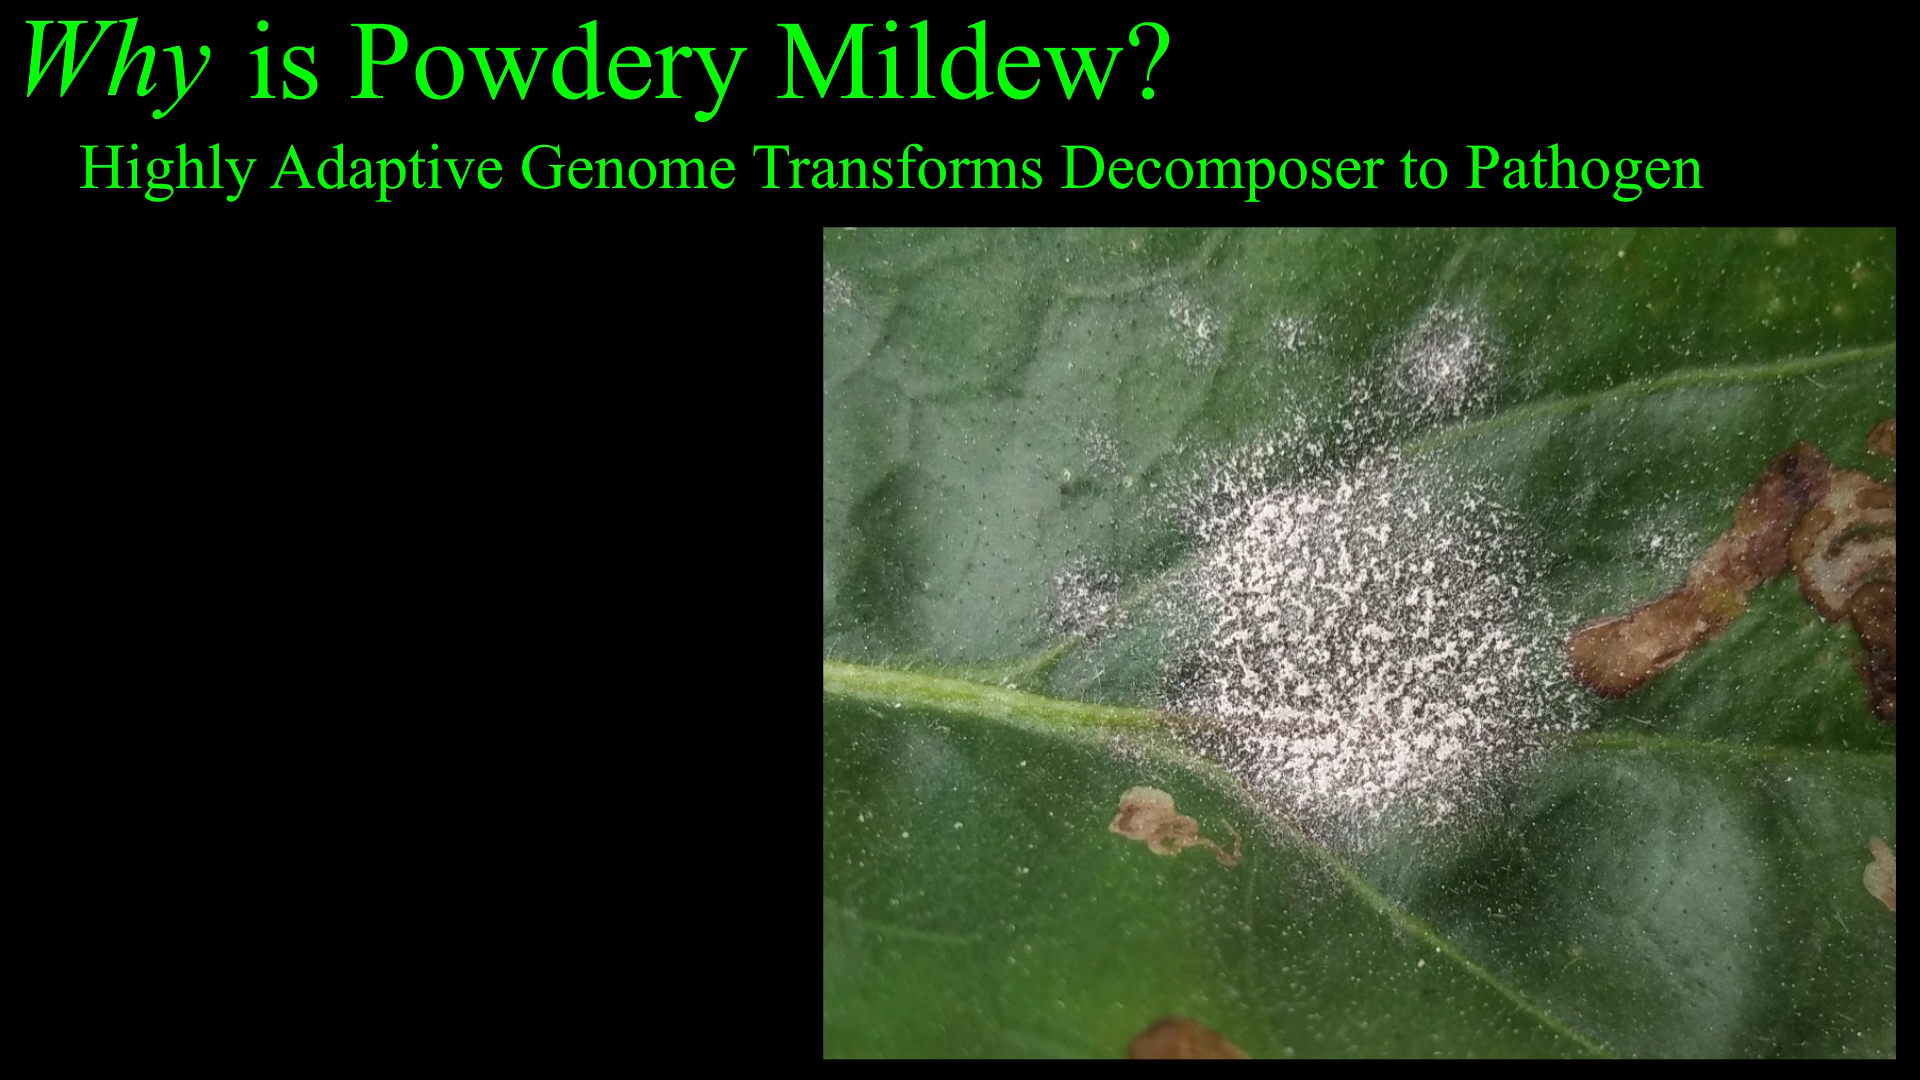 Why is Powdery Mildew?
Highly Adaptive Genome Transforms Decomposer to Pathogen